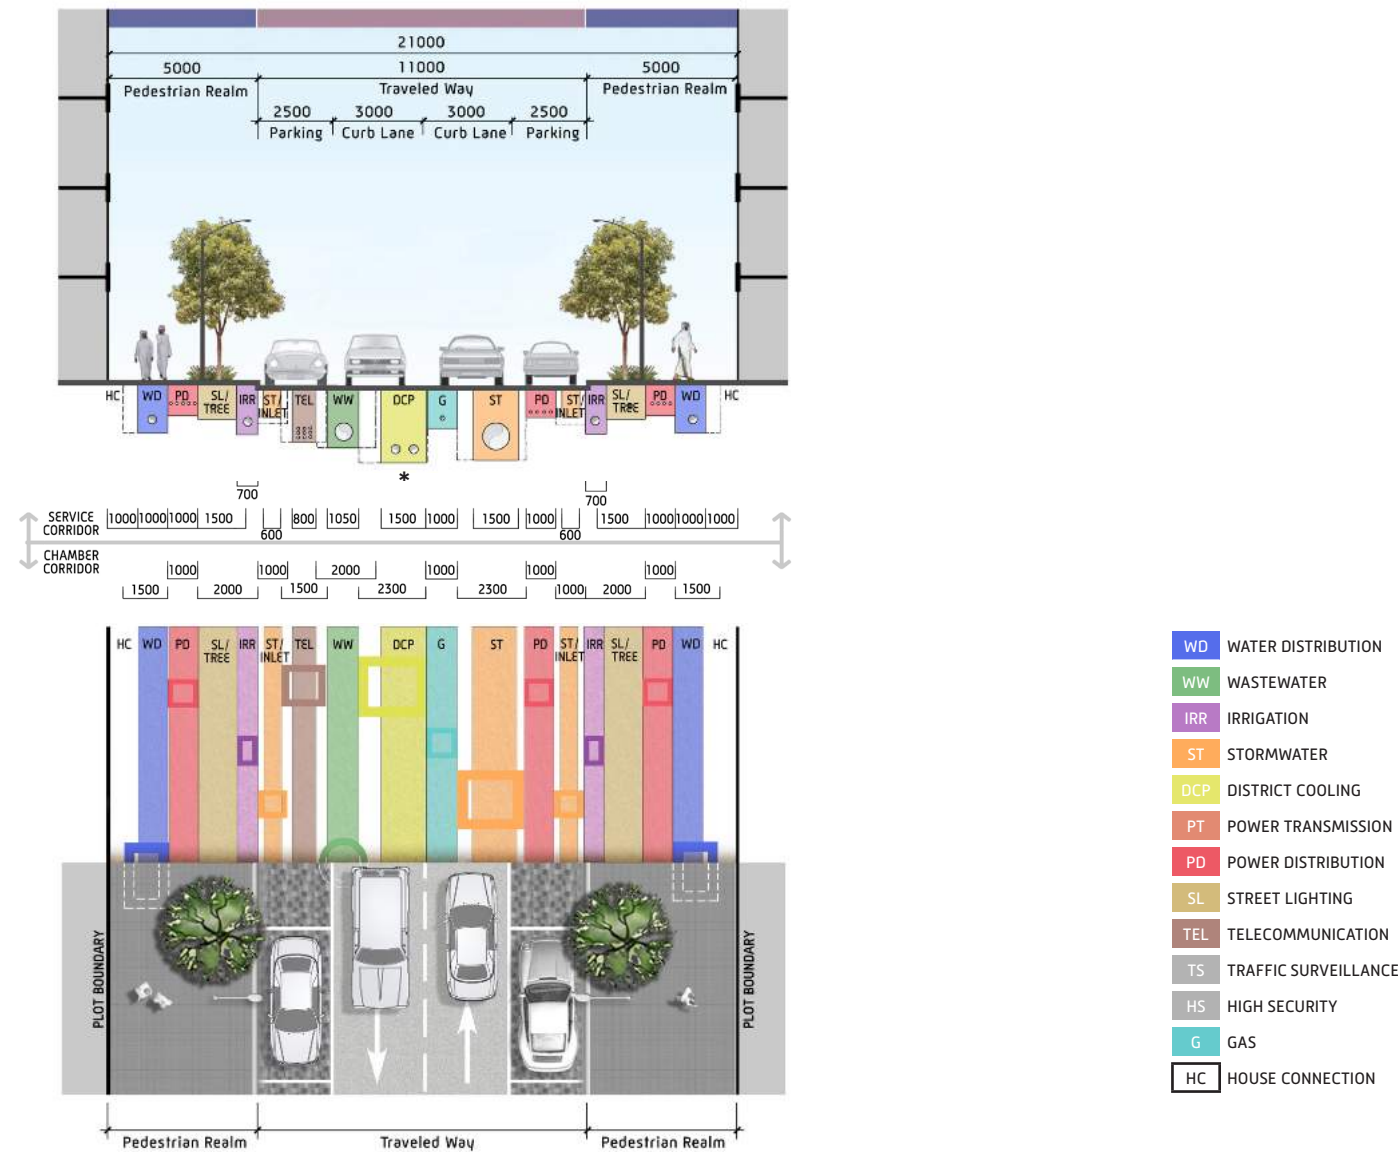 21000
5000 11000 5000
Pedestrian Realm Traveled Way Pedestrian Realm
2500 3000 3000 2500
Parking Curb Lane Curb Lane Parking
HC WD PD SL/ TREE IRR ST/ INLET TEL WW DCP G ST PD ST/ INLET IRR SL/ TREE PD WD HC
*
700 700
SERVICE CORRIDOR
1000 1000 1000 1500 800 1050 1500 1000 1500 1000 1500 1000 1000 1000
600 600
CHAMBER CORRIDOR
1000 1000 2000 1000 1000 1000
1500 2000 1500 2300 2300 1000 2000 1500
HC WD PD SL/ TREE IRR ST/ INLET TEL WW DCP G ST PD ST/ INLET IRR SL/ TREE PD WD HC
PLOT BOUNDARY
PLOT BOUNDARY
Pedestrian Realm Traveled Way Pedestrian Realm
WD WATER DISTRIBUTION
WW WASTEWATER
IRR IRRIGATION
ST STORMWATER
DCP DISTRICT COOLING
PT POWER TRANSMISSION
PD POWER DISTRIBUTION
SL STREET LIGHTING
TEL TELECOMMUNICATION
TS TRAFFIC SURVEILLANCE
HS HIGH SECURITY
G GAS
HC HOUSE CONNECTION